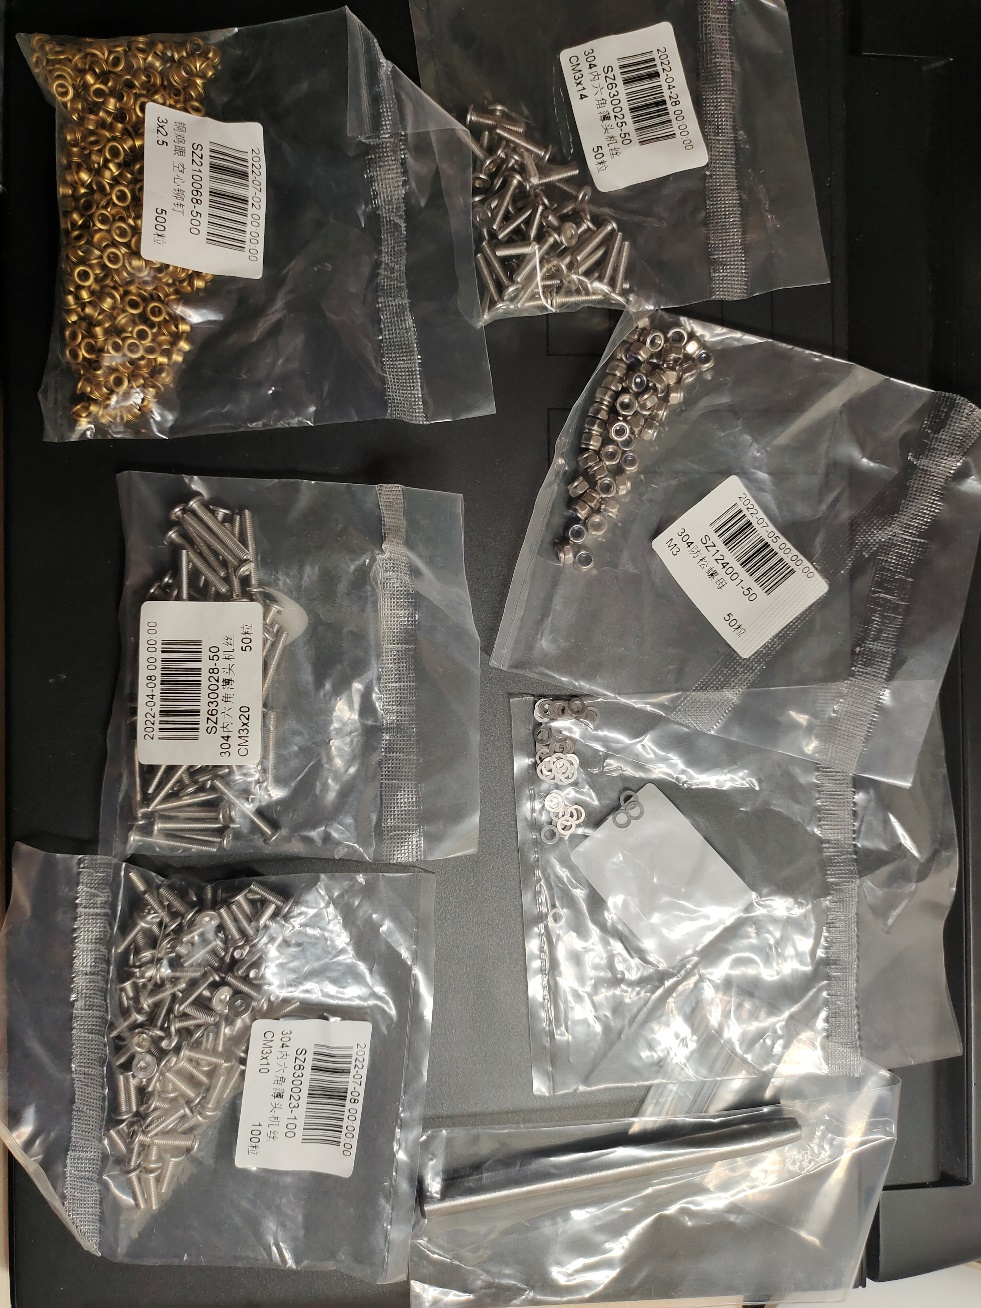 2022-07-02 00:00:00
SZ210068-500
铜鸡眼 空心铆钉
3x2.5 500粒
2022-04-28 00:00:00
SZ630025-50
304内六角薄头机丝
CM3x14 50粒
2022-07-05 00:00:00
SZ124001-50
304防松螺母
M3 50粒
2022-04-08 00:00:00
SZ630028-50
304内六角薄头机丝
CM3x20 50粒
2022-07-08 00:00:00
SZ630023-100
304内六角薄头机丝
CM3x10 100粒